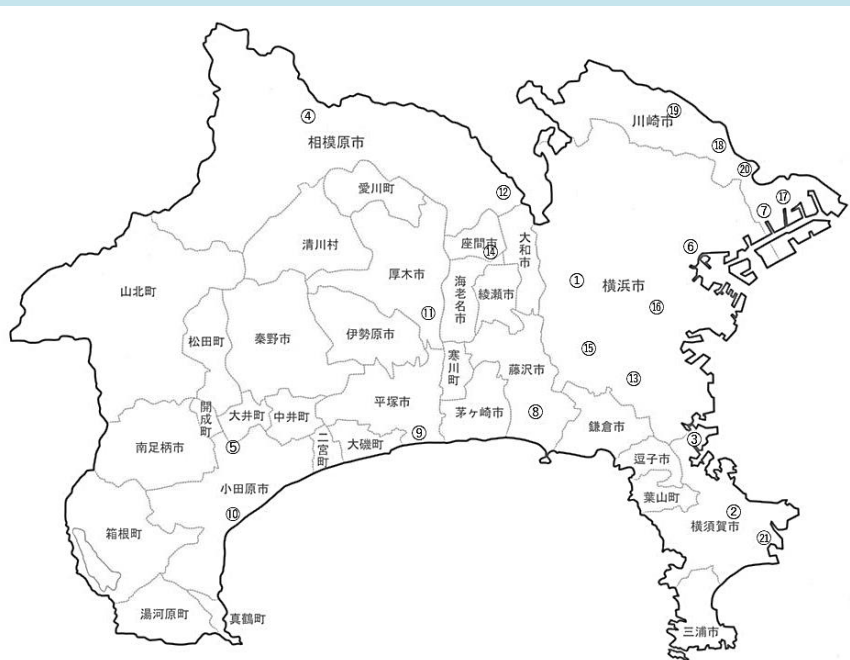 ⑲
川崎市
④
相模原市
⑱
⑳
愛川町
⑫
⑰
⑦
清川村
座間市
⑭
大和市
⑥
厚木市
山北町
海老名市
綾瀬市
①
横浜市
⑯
⑪
松田町
秦野市
伊勢原市
⑮
寒川町
藤沢市
⑬
開成町
大井町
中井町
平塚市
茅ヶ崎市
⑧
鎌倉市
南足柄市
⑤
二宮町
大磯町
⑨
③
逗子市
小田原市
葉山町
⑩
②
横須賀市
箱根町
㉑
湯河原町
真鶴町
三浦市